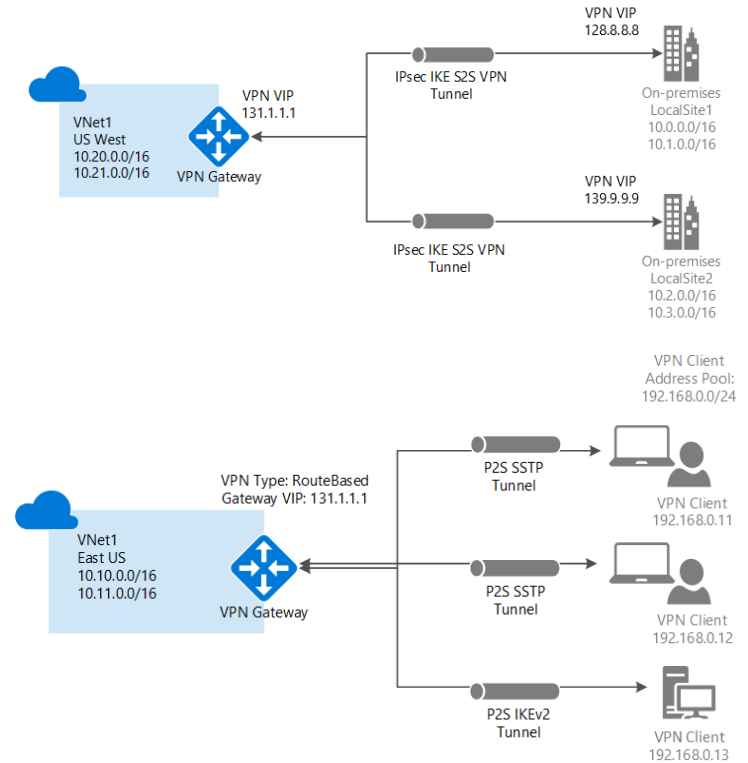 VPN VIP
128.8.8.8
IPsec IKE S2S VPN
Tunnel
On-premises
LocalSite1
10.0.0.0/16
10.1.0.0/16
VPN VIP
131.1.1.1
VNet1
US West
10.20.0.0/16
10.21.0.0/16
VPN Gateway
VPN VIP
139.9.9.9
IPsec IKE S2S VPN
Tunnel
On-premises
LocalSite2
10.2.0.0/16
10.3.0.0/16
VPN Client
Address Pool:
192.168.0.0/24
P2S SSTP
Tunnel
VPN Client
192.168.0.11
VPN Type: RouteBased
Gateway VIP: 131.1.1.1
VNet1
East US
10.10.0.0/16
10.11.0.0/16
VPN Gateway
P2S SSTP
Tunnel
VPN Client
192.168.0.12
P2S IKEv2
Tunnel
VPN Client
192.168.0.13